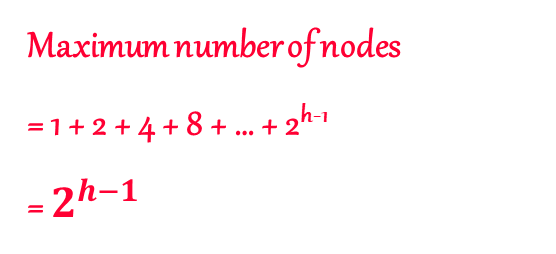 Maximum number of nodes
= 1 + 2 + 4 + 8 + ... + 2^{h-1}
= 2^{h-1}